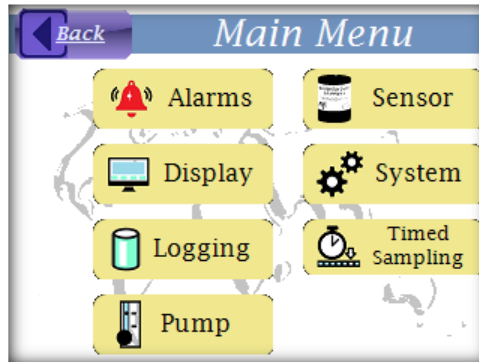 Back
Main Menu
Alarms
Sensor
Display
System
Logging
Timed
Sampling
Pump